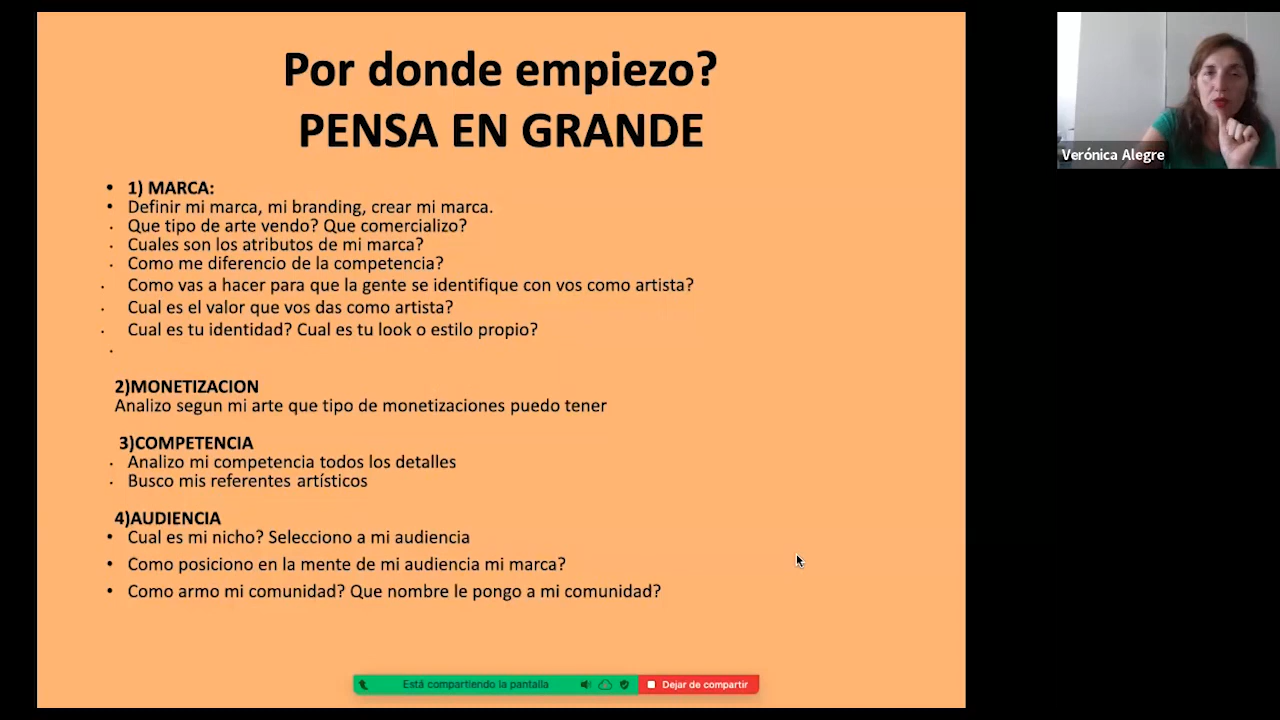 Por donde empiezo?
PENSA EN GRANDE
• 1) MARCA:
• Definir mi marca, mi branding, crear mi marca.
• Que tipo de arte vendo? Que comercializo?
• Cuales son los atributos de mi marca?
• Como me diferencio de la competencia?
• Como vas a hacer para que la gente se identifique con vos como artista?
• Cual es el valor que vos das como artista?
• Cual es tu identidad? Cual es tu look o estilo propio?
•
2)MONETIZACION
Analizo segun mi arte que tipo de monetizaciones puedo tener
3)COMPETENCIA
• Analizo mi competencia todos los detalles
• Busco mis referentes artísticos
4)AUDIENCIA
• Cual es mi nicho? Selecciono a mi audiencia
• Como posiciono en la mente de mi audiencia mi marca?
• Como armo mi comunidad? Que nombre le pongo a mi comunidad?
Está compartiendo la pantalla
Dejar de compartir
Verónica Alegre